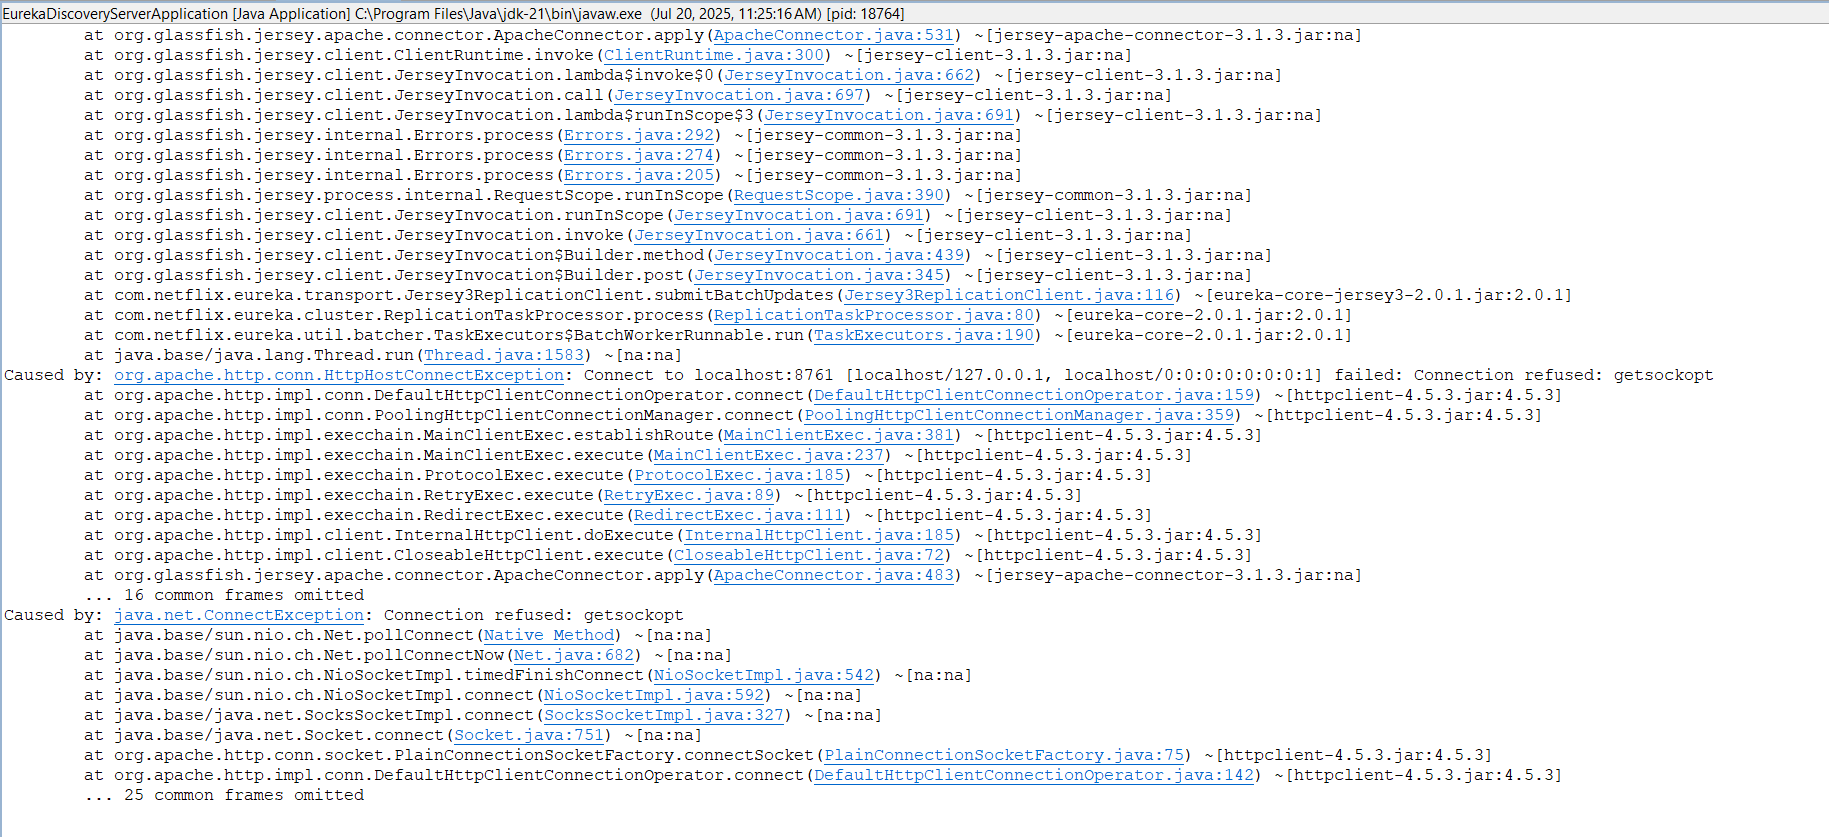 EurekaDiscoveryServerApplication [Java Application] C:\Program Files\Java\jdk-21\bin\javaw.exe (Jul 20, 2025, 11:25:16 AM) [pid: 18764]
at org.glassfish.jersey.apache.connector.ApacheConnector.apply(ApacheConnector.java:531) ~[jersey-apache-connector-3.1.3.jar:na]
at org.glassfish.jersey.client.ClientRuntime.invoke(ClientRuntime.java:300) ~[jersey-client-3.1.3.jar:na]
at org.glassfish.jersey.client.JerseyInvocation.lambda$invoke$0(JerseyInvocation.java:662) ~[jersey-client-3.1.3.jar:na]
at org.glassfish.jersey.client.JerseyInvocation.call(JerseyInvocation.java:697) ~[jersey-client-3.1.3.jar:na]
at org.glassfish.jersey.client.JerseyInvocation.lambda$runInScope$3(JerseyInvocation.java:691) ~[jersey-client-3.1.3.jar:na]
at org.glassfish.jersey.internal.Errors.process(Errors.java:292) ~[jersey-common-3.1.3.jar:na]
at org.glassfish.jersey.internal.Errors.process(Errors.java:274) ~[jersey-common-3.1.3.jar:na]
at org.glassfish.jersey.internal.Errors.process(Errors.java:205) ~[jersey-common-3.1.3.jar:na]
at org.glassfish.jersey.process.internal.RequestScope.runInScope(RequestScope.java:390) ~[jersey-common-3.1.3.jar:na]
at org.glassfish.jersey.client.JerseyInvocation.runInScope(JerseyInvocation.java:691) ~[jersey-client-3.1.3.jar:na]
at org.glassfish.jersey.client.JerseyInvocation.invoke(JerseyInvocation.java:661) ~[jersey-client-3.1.3.jar:na]
at org.glassfish.jersey.client.JerseyInvocation$Builder.method(JerseyInvocation.java:439) ~[jersey-client-3.1.3.jar:na]
at org.glassfish.jersey.client.JerseyInvocation$Builder.post(JerseyInvocation.java:345) ~[jersey-client-3.1.3.jar:na]
at com.netflix.eureka.transport.Jersey3ReplicationClient.submitBatchUpdates(Jersey3ReplicationClient.java:116) ~[eureka-core-jersey3-2.0.1.jar:2.0.1]
at com.netflix.eureka.cluster.ReplicationTaskProcessor.process(ReplicationTaskProcessor.java:80) ~[eureka-core-2.0.1.jar:2.0.1]
at com.netflix.eureka.util.batcher.TaskExecutors$BatchWorkerRunnable.run(TaskExecutors.java:190) ~[eureka-core-2.0.1.jar:2.0.1]
at java.base/java.lang.Thread.run(Thread.java:1583) ~[na:na]
Caused by: org.apache.http.conn.HttpHostConnectException: Connect to localhost:8761 [localhost/127.0.0.1, localhost/0:0:0:0:0:0:0:1] failed: Connection refused: getsockopt
at org.apache.http.impl.conn.DefaultHttpClientConnectionOperator.connect(DefaultHttpClientConnectionOperator.java:159) ~[httpclient-4.5.3.jar:4.5.3]
at org.apache.http.impl.conn.PoolingHttpClientConnectionManager.connect(PoolingHttpClientConnectionManager.java:359) ~[httpclient-4.5.3.jar:4.5.3]
at org.apache.http.impl.execchain.MainClientExec.establishRoute(MainClientExec.java:381) ~[httpclient-4.5.3.jar:4.5.3]
at org.apache.http.impl.execchain.MainClientExec.execute(MainClientExec.java:237) ~[httpclient-4.5.3.jar:4.5.3]
at org.apache.http.impl.execchain.ProtocolExec.execute(ProtocolExec.java:185) ~[httpclient-4.5.3.jar:4.5.3]
at org.apache.http.impl.execchain.RetryExec.execute(RetryExec.java:89) ~[httpclient-4.5.3.jar:4.5.3]
at org.apache.http.impl.execchain.RedirectExec.execute(RedirectExec.java:111) ~[httpclient-4.5.3.jar:4.5.3]
at org.apache.http.impl.client.InternalHttpClient.doExecute(InternalHttpClient.java:185) ~[httpclient-4.5.3.jar:4.5.3]
at org.apache.http.impl.client.CloseableHttpClient.execute(CloseableHttpClient.java:72) ~[httpclient-4.5.3.jar:4.5.3]
at org.glassfish.jersey.apache.connector.ApacheConnector.apply(ApacheConnector.java:483) ~[jersey-apache-connector-3.1.3.jar:na]
... 16 common frames omitted
Caused by: java.net.ConnectException: Connection refused: getsockopt
at java.base/sun.nio.ch.Net.pollConnect(Native Method) ~[na:na]
at java.base/sun.nio.ch.Net.pollConnectNow(Net.java:682) ~[na:na]
at java.base/sun.nio.ch.NioSocketImpl.timedFinishConnect(NioSocketImpl.java:542) ~[na:na]
at java.base/sun.nio.ch.NioSocketImpl.connect(NioSocketImpl.java:592) ~[na:na]
at java.base/java.net.SocksSocketImpl.connect(SocksSocketImpl.java:327) ~[na:na]
at java.base/java.net.Socket.connect(Socket.java:751) ~[na:na]
at org.apache.http.conn.socket.PlainConnectionSocketFactory.connectSocket(PlainConnectionSocketFactory.java:75) ~[httpclient-4.5.3.jar:4.5.3]
at org.apache.http.impl.conn.DefaultHttpClientConnectionOperator.connect(DefaultHttpClientConnectionOperator.java:142) ~[httpclient-4.5.3.jar:4.5.3]
... 25 common frames omitted